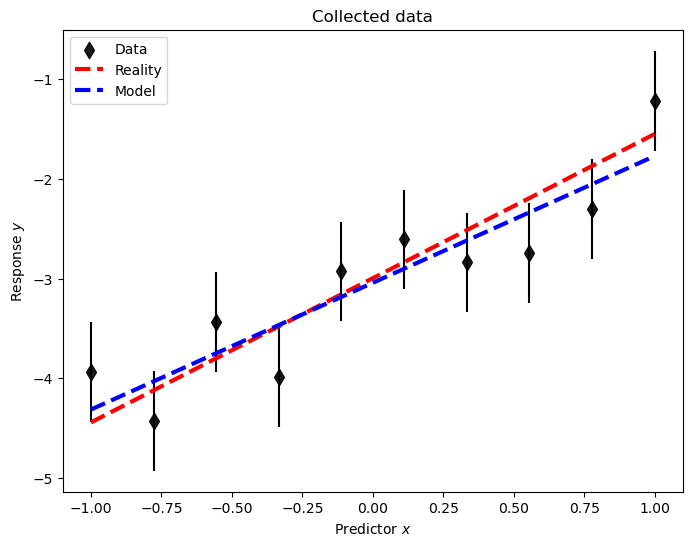 Collected data
Data
Reality
Model
−1
−2
−3
−4
−5
Response y
−1.00 −0.75 −0.50 −0.25 0.00 0.25 0.50 0.75 1.00
Predictor x